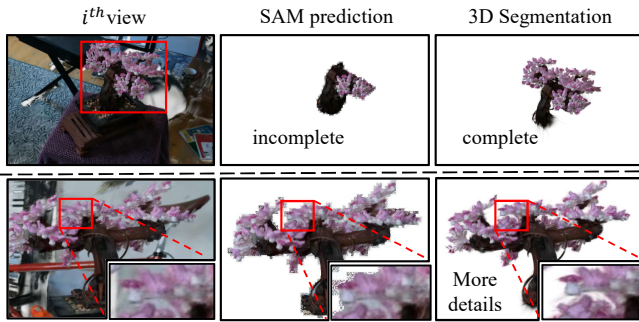 i^th view
SAM prediction
3D Segmentation
incomplete
complete
More
details